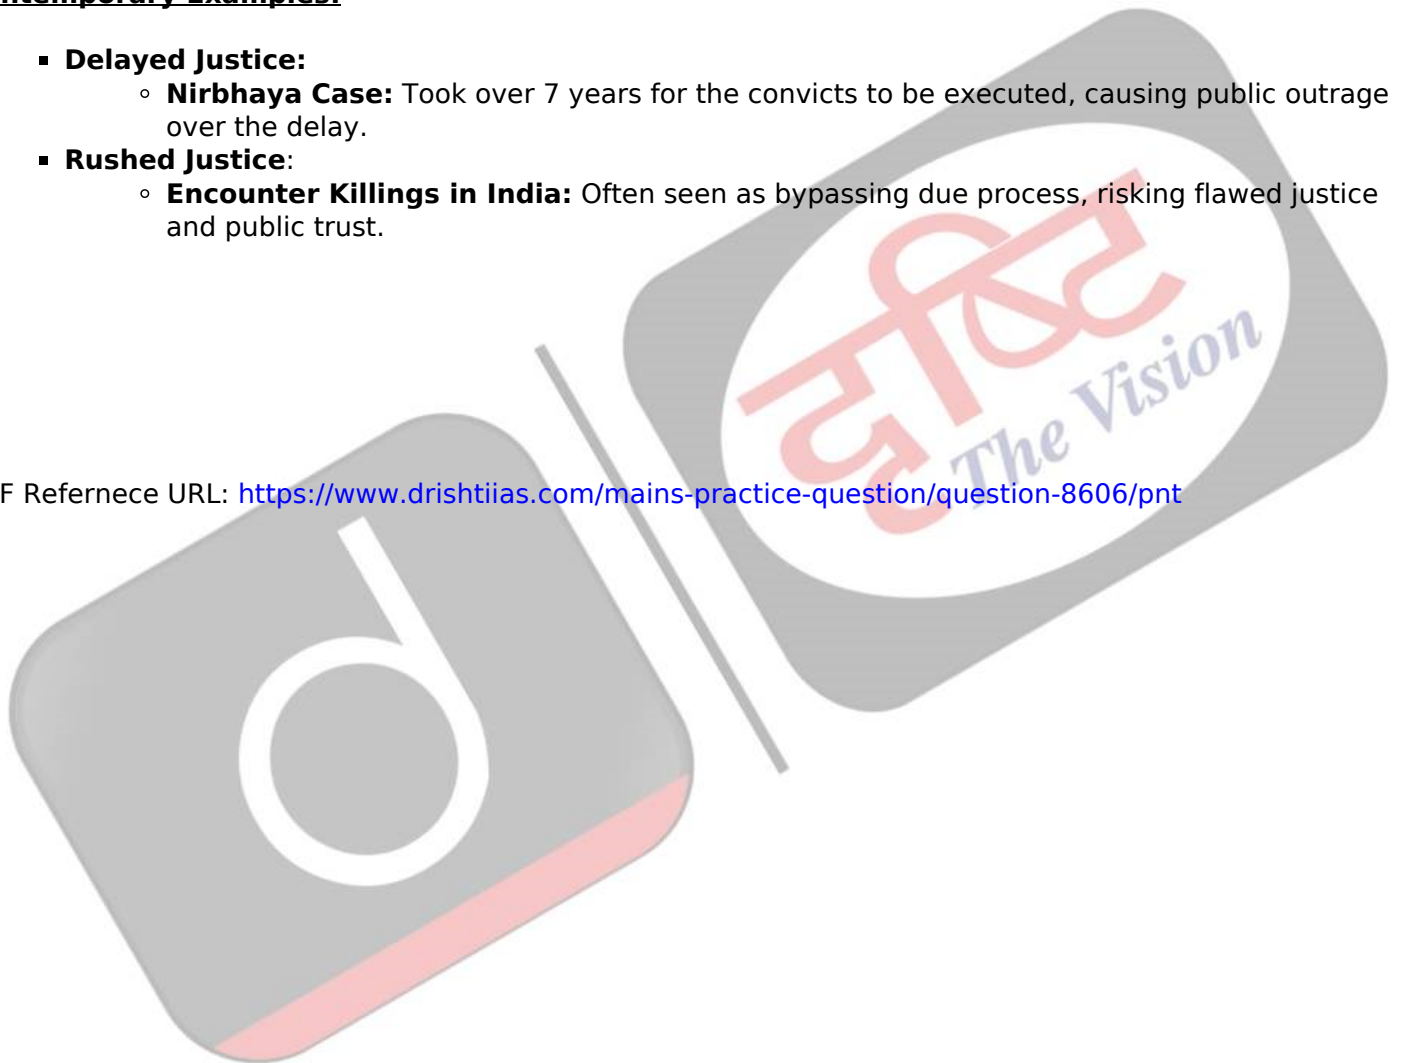 ntemporary Examples:
Delayed Justice:
Nirbhaya Case: Took over 7 years for the convicts to be executed, causing public outrage
over the delay.
Rushed Justice:
Encounter Killings in India: Often seen as bypassing due process, risking flawed justice
and public trust.
दृष्टि
The Vision
F Refernece URL: https://www.drishtiias.com/mains-practice-question/question-8606/pnt
d